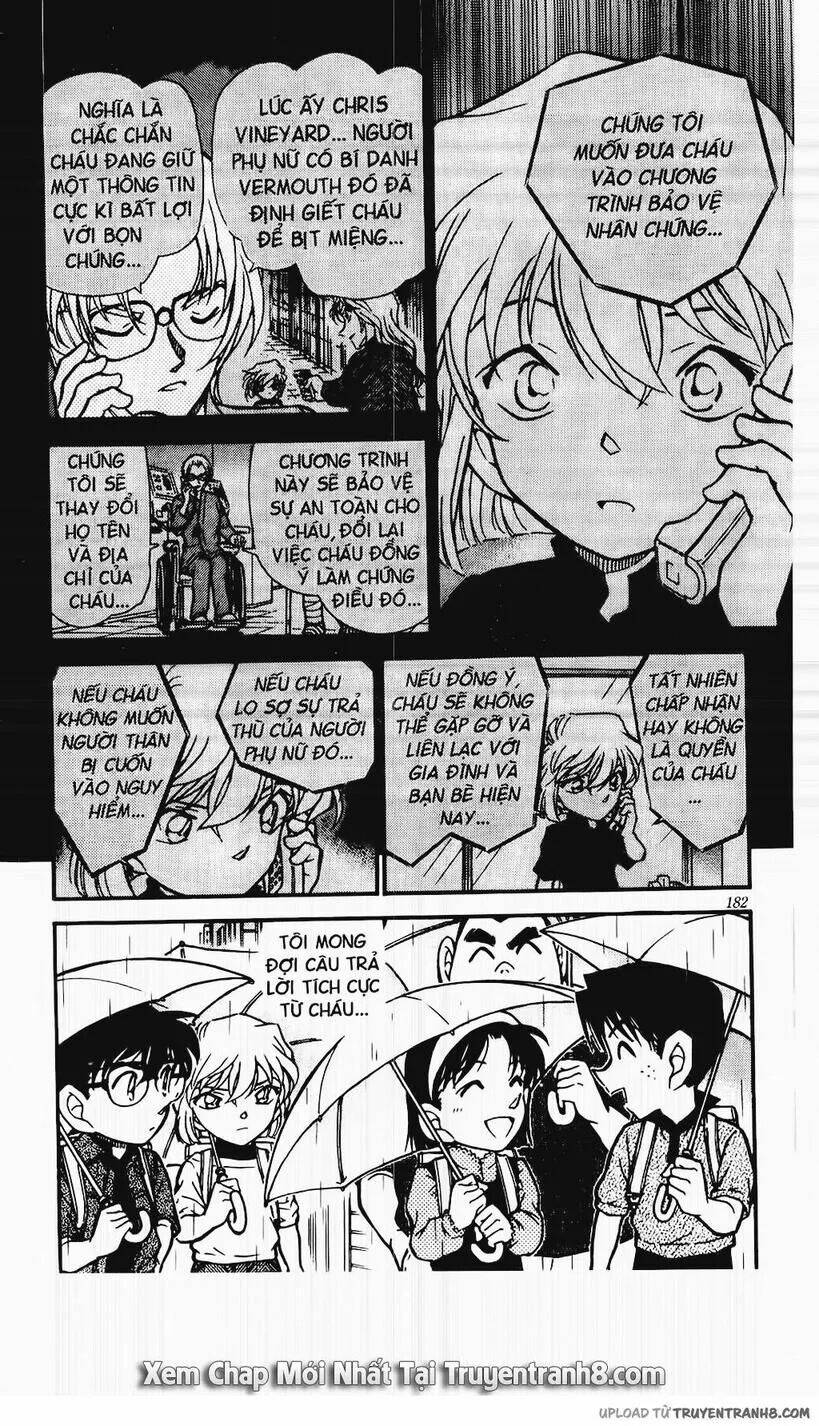 CHÚNG TÔI
MUỐN ĐƯA CHÁU
VÀO CHƯƠNG
TRÌNH BẢO VỆ
NHÂN CHỨNG...
LÚC ẤY CHRIS
VINEYARD... NGƯỜI
PHỤ NỮ CÓ BÍ DANH
VERMOUTH ĐÓ ĐÃ
ĐỊNH GIẾT CHÁU
ĐỂ BỊT MIỆNG...
NGHĨA LÀ
CHẮC CHẮN
CHÁU ĐANG GIỮ
MỘT THÔNG TIN
CỰC KÌ BẤT LỢI
VỚI BỌN
CHÚNG...
CHƯƠNG TRÌNH
NÀY SẼ BẢO VỆ
SỰ AN TOÀN CHO
CHÁU, ĐỔI LẠI
VIỆC CHÁU ĐỒNG
Ý LÀM CHỨNG
ĐIỀU ĐÓ...
CHÚNG
TÔI SẼ
THAY ĐỔI
HỌ TÊN
VÀ ĐỊA
CHỈ CỦA
CHÁU...
TẤT NHIÊN
CHẤP NHẬN
HAY KHÔNG
LÀ QUYỀN
CỦA CHÁU
...
NẾU ĐỒNG Ý,
CHÁU SẼ KHÔNG
THỂ GẶP GỠ VÀ
LIÊN LẠC VỚI
GIA ĐÌNH VÀ
BẠN BÈ HIỆN
NAY...
NẾU CHÁU
LO SỢ SỰ TRẢ
THÙ CỦA NGƯỜI
PHỤ NỮ ĐÓ...
NẾU CHÁU
KHÔNG MUỐN
NGƯỜI THÂN
BỊ CUỐN
VÀO NGUY
HIỂM...
182
TÔI MONG
ĐỢI CÂU TRẢ
LỜI TÍCH CỰC
TỪ CHÁU...
Xem Chap Mới Nhất Tại Truyentranh8.com
UPLOAD TỪ TRUYENTRANH8.COM